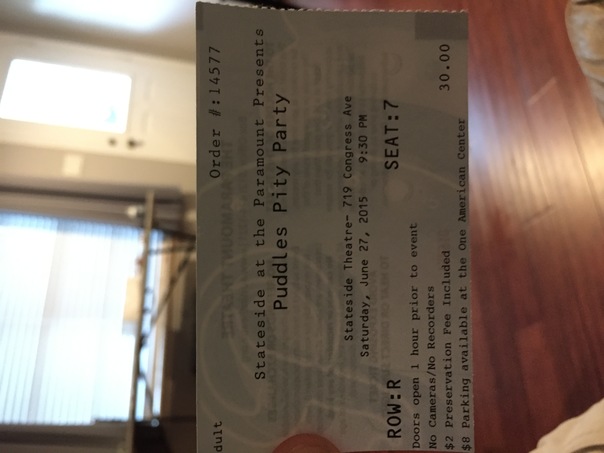 dult Order #:14577
Stateside at the Paramount Presents
Puddles Pity Party
Stateside Theatre- 719 Congress Ave
Saturday, June 27, 2015 9:30 PM
ROW:R SEAT:7
Doors open 1 hour prior to event 30.00
No Cameras/No Recorders
$2 Preservation Fee Included
$8 Parking available at the One American Center